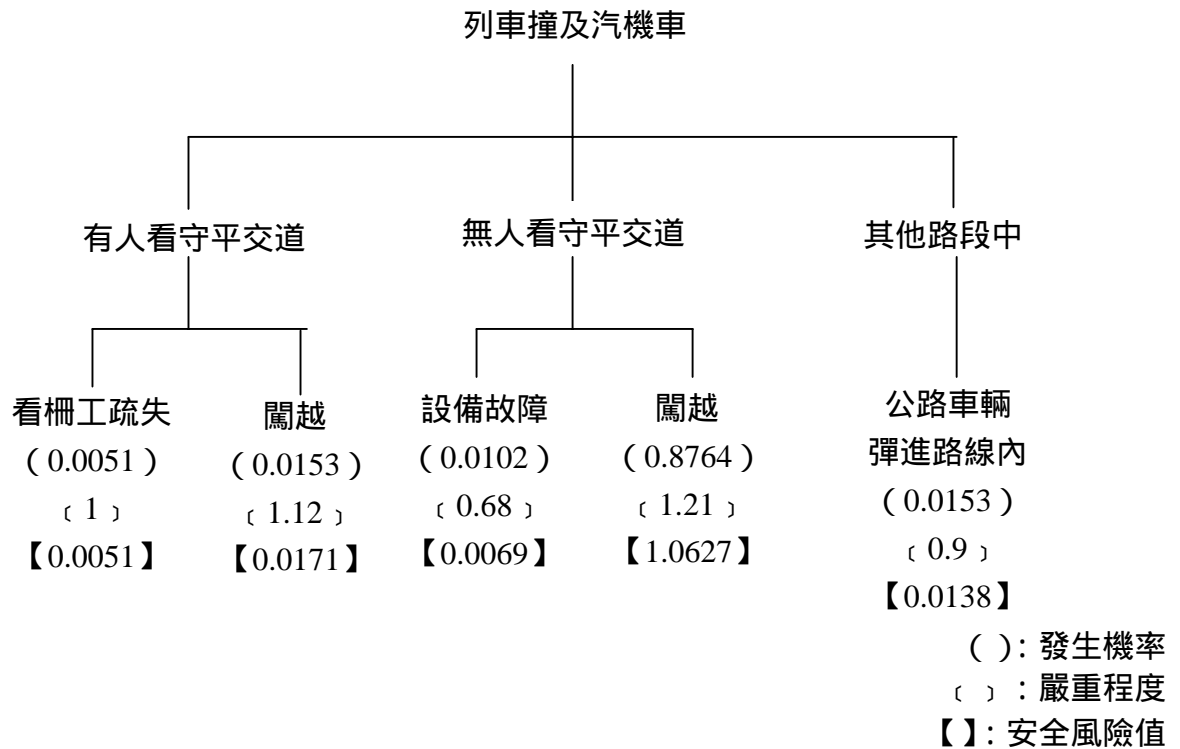 列車撞及汽機車
有人看守平交道
無人看守平交道
其他路段中
看柵工疏失
(0.0051)
﹝1﹞
【0.0051】
闖越
(0.0153)
﹝1.12﹞
【0.0171】
設備故障
(0.0102)
﹝0.68﹞
【0.0069】
闖越
(0.8764)
﹝1.21﹞
【1.0627】
公路車輛
彈進路線內
(0.0153)
﹝0.9﹞
【0.0138】
( ):發生機率
﹝ ﹞:嚴重程度
【】:安全風險值